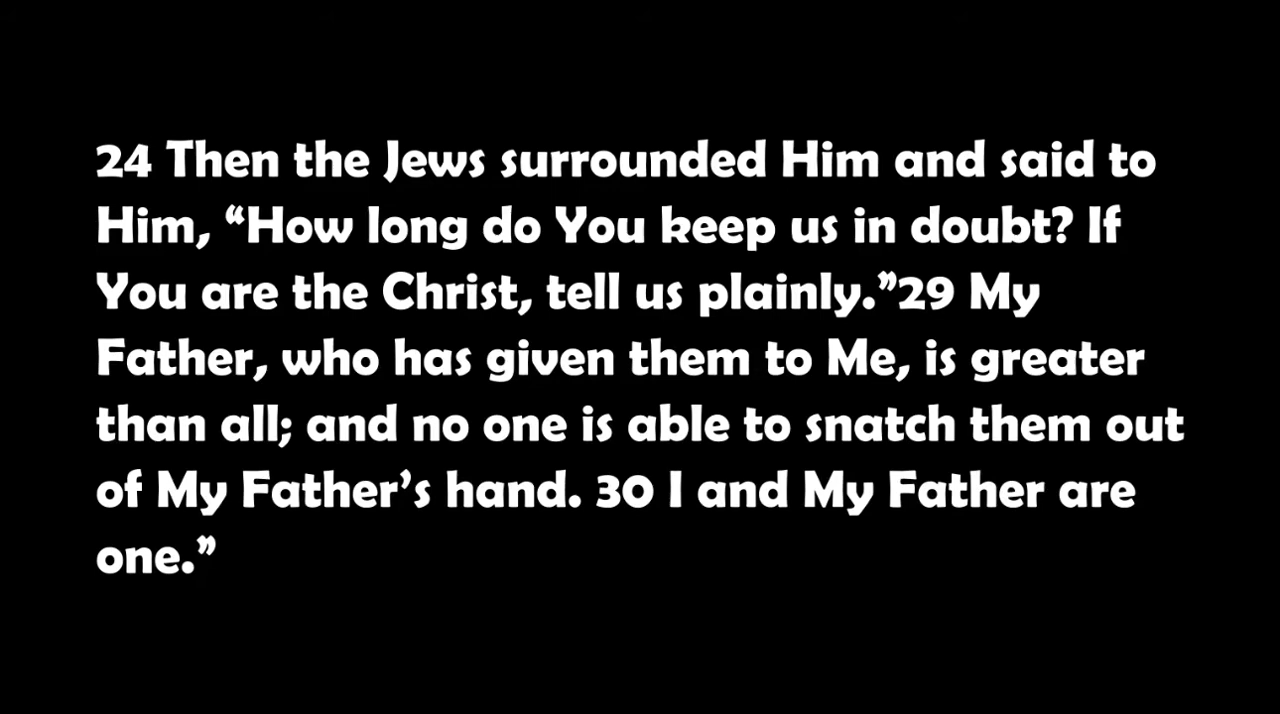 24 Then the Jews surrounded Him and said to
Him, “How long do You keep us in doubt? If
You are the Christ, tell us plainly.”29 My
Father, who has given them to Me, is greater
than all; and no one is able to snatch them out
of My Father’s hand. 30 I and My Father are
one.”